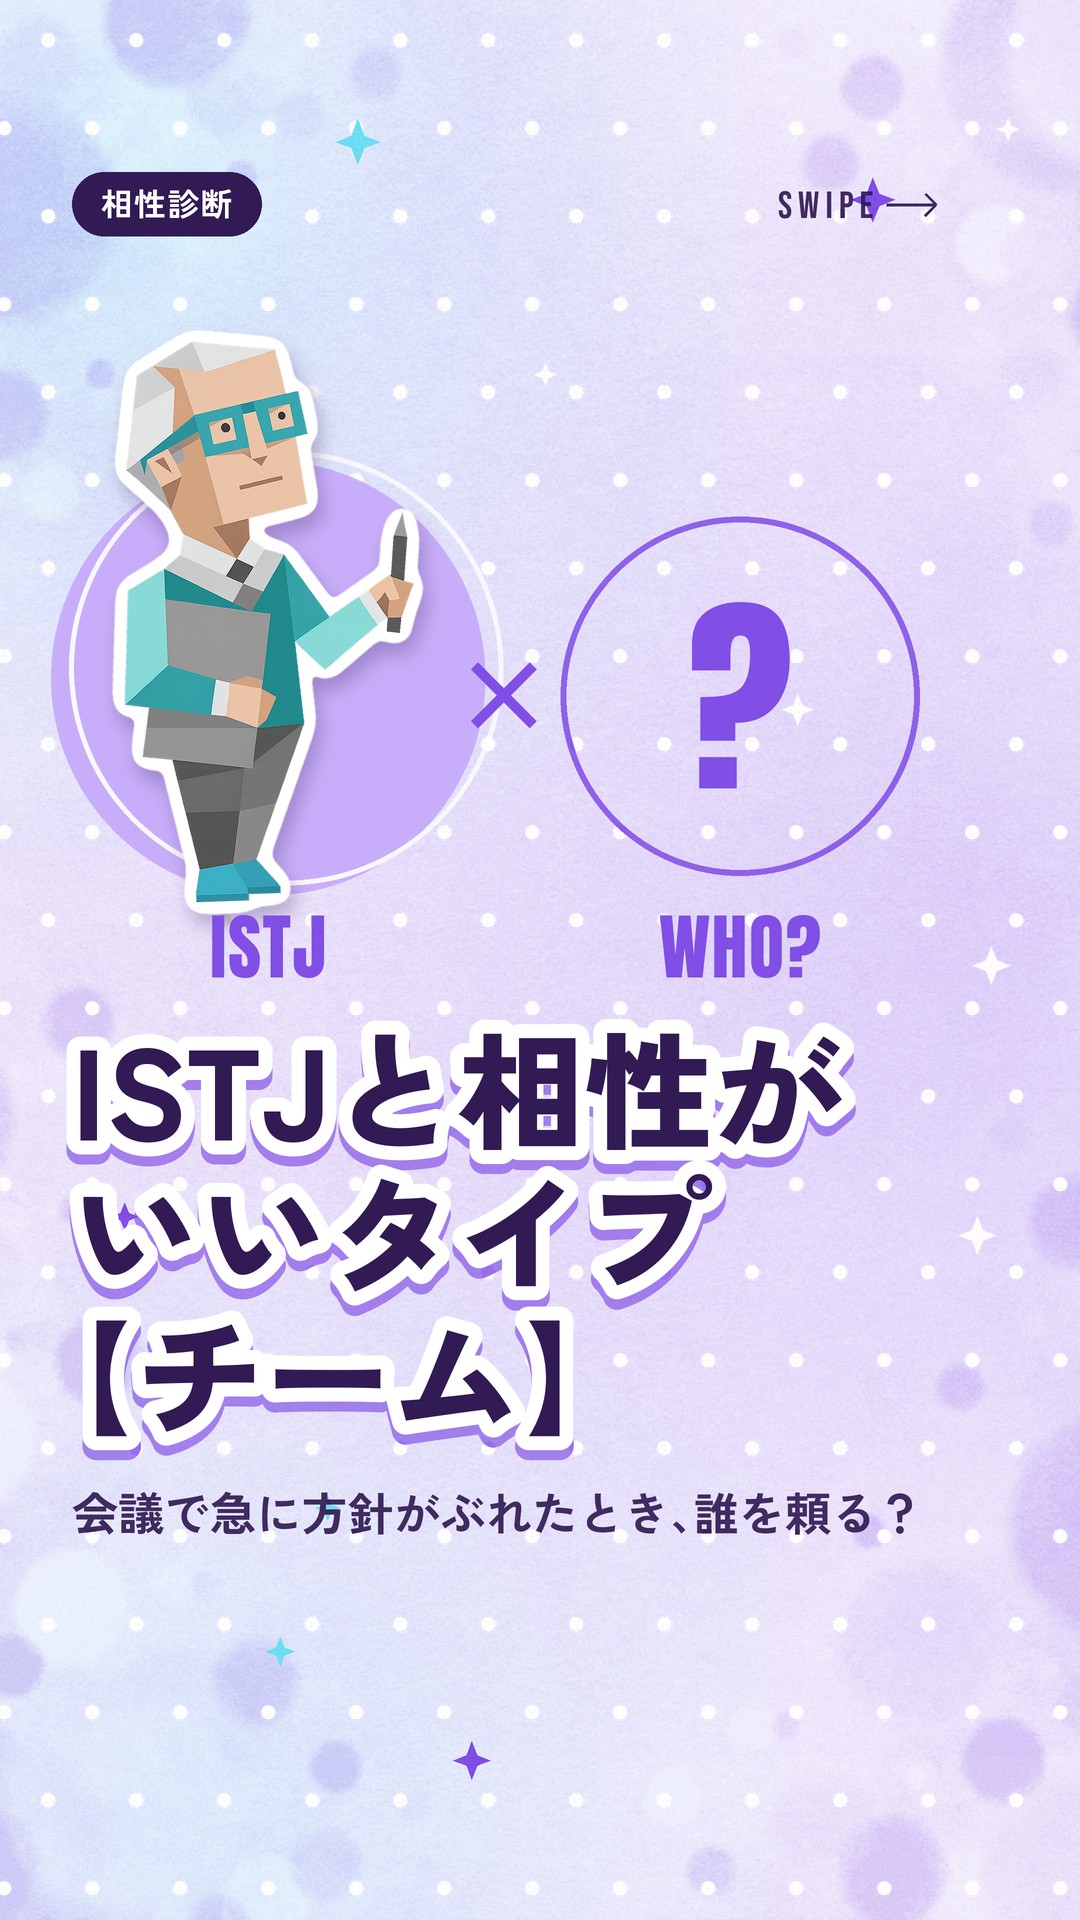 相性診断
SWIPE →
?
×
ISTJ
WHO?
ISTJと相性が
いいタイプ
【チーム】
会議で急に方針がぶれたとき、誰を頼る？